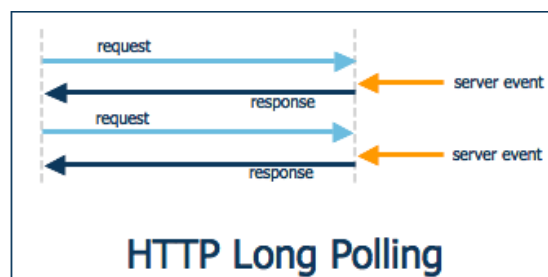 request
server event
response
request
server event
response
HTTP Long Polling